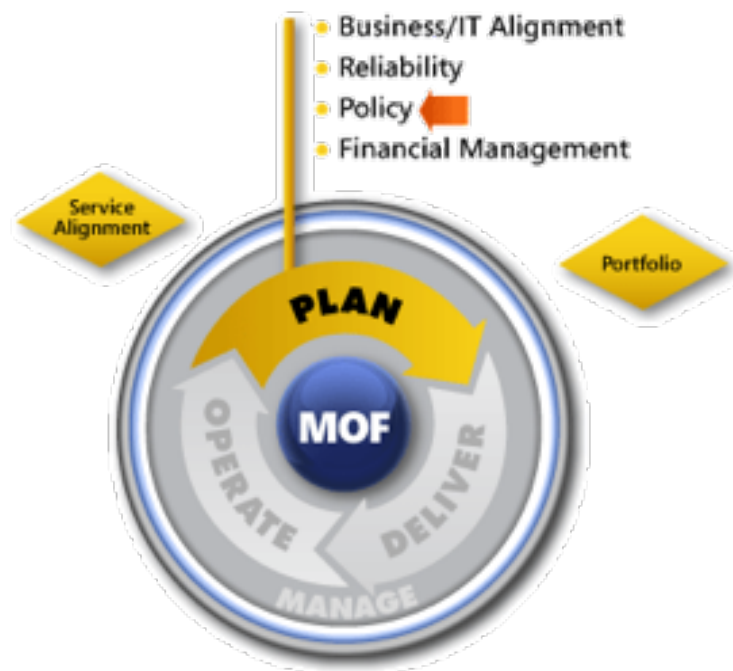 Business/IT Alignment
Reliability
Policy
Financial Management
Service
Alignment
Portfolio
PLAN
MOF
OPERATE
DELIVER
MANAGE